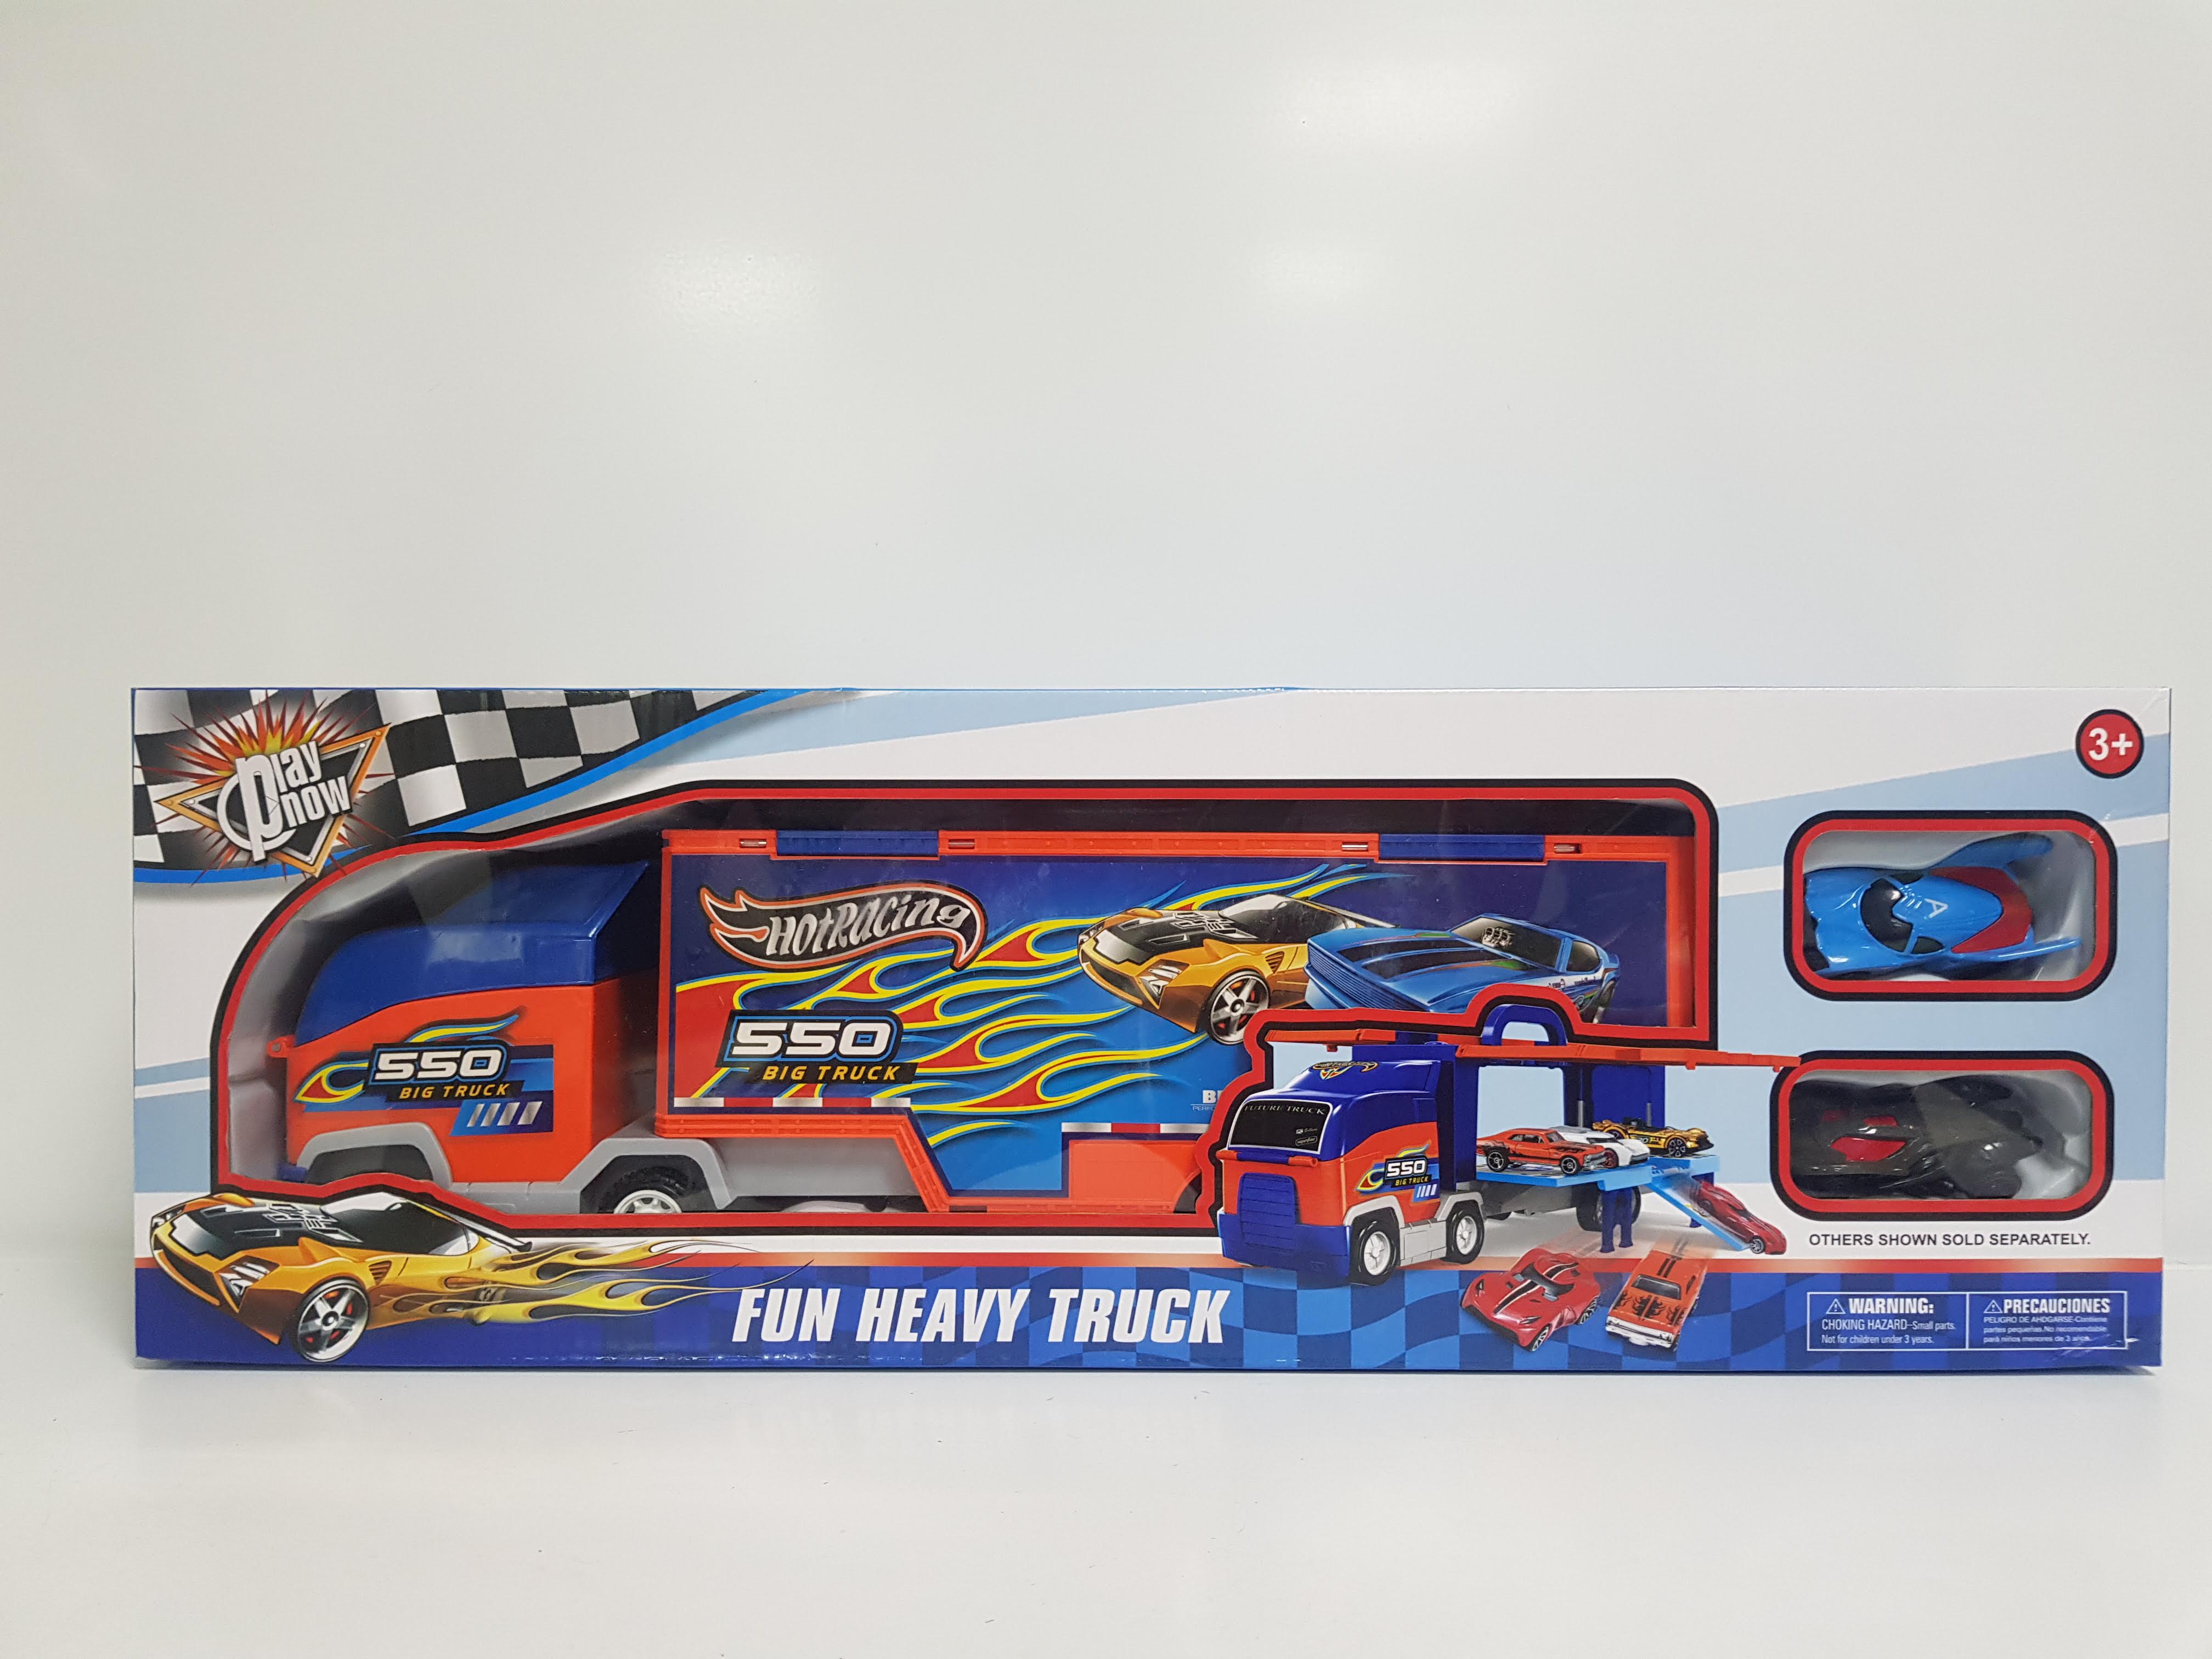 play
now
3+
HotRacing
550
BIG TRUCK
550
BIG TRUCK
A
FUTURE TRUCK
550
BIG TRUCK
OTHERS SHOWN SOLD SEPARATELY.
FUN HEAVY TRUCK
WARNING:
CHOKING HAZARD-Small parts.
Not for children under 3 years.
PRECAUCIONES
PELIGRO DE AHOGARSE-Contiene
partes pequeñas.No recomendable
para niños menores de 3 años.